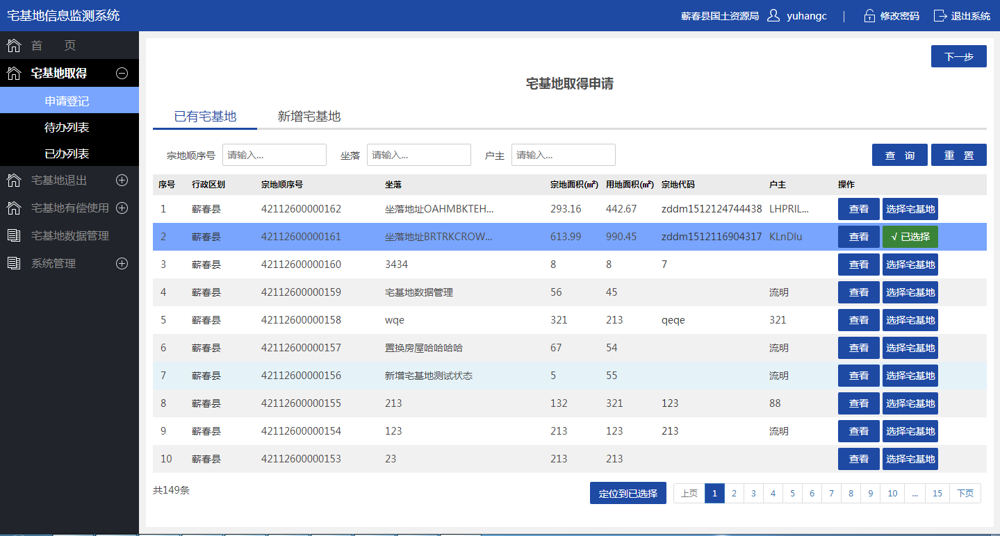 宅基地信息监测系统
蕲春县国土资源局 yuhangc | 修改密码 退出系统
首 页
宅基地取得
申请登记
待办列表
已办列表
宅基地退出
宅基地有偿使用
宅基地数据管理
系统管理
下一步
宅基地取得申请
已有宅基地 新增宅基地
宗地顺序号 请输入... 坐落 请输入... 户主 请输入... 查 询 重 置
序号 行政区划 宗地顺序号 坐落 宗地面积(㎡) 用地面积(㎡) 宗地代码 户主 操作
1 蕲春县 42112600000162 坐落地址OAHMBKTEH... 293.16 442.67 zddm1512124744438 LHPRIL... 查看 选择宅基地
2 蕲春县 42112600000161 坐落地址BRTRKCROW... 613.99 990.45 zddm1512116904317 KLnDlu 查看 √ 已选择
3 蕲春县 42112600000160 3434 8 8 7 查看 选择宅基地
4 蕲春县 42112600000159 宅基地数据管理 56 45 流明 查看 选择宅基地
5 蕲春县 42112600000158 wqe 321 213 qeqe 321 查看 选择宅基地
6 蕲春县 42112600000157 置换房屋哈哈哈哈 67 54 流明 查看 选择宅基地
7 蕲春县 42112600000156 新增宅基地测试状态 5 55 流明 查看 选择宅基地
8 蕲春县 42112600000155 213 132 321 123 88 查看 选择宅基地
9 蕲春县 42112600000154 123 213 123 213 流明 查看 选择宅基地
10 蕲春县 42112600000153 23 213 213 查看 选择宅基地
共149条 定位到已选择 上页 1 2 3 4 5 6 7 8 9 10 ... 15 下页